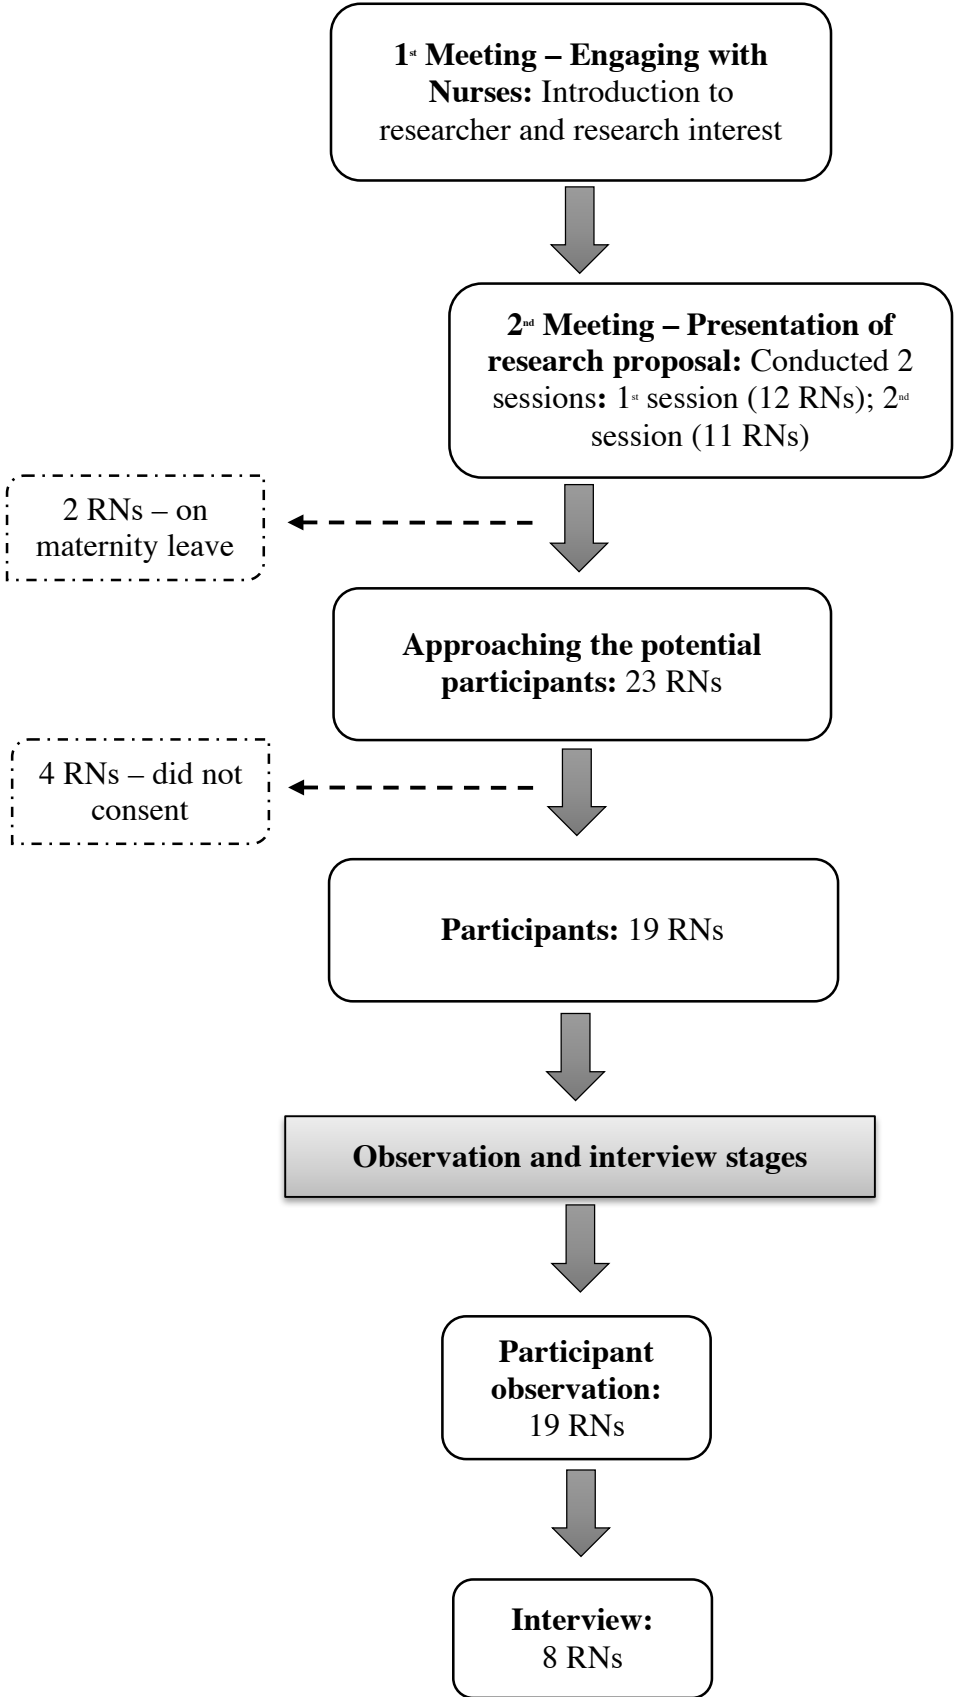 1st Meeting – Engaging with
Nurses: Introduction to
researcher and research interest
2nd Meeting – Presentation of
research proposal: Conducted 2
sessions: 1st session (12 RNs); 2nd
session (11 RNs)
2 RNs – on
maternity leave
Approaching the potential
participants: 23 RNs
4 RNs – did not
consent
Participants: 19 RNs
Observation and interview stages
Participant
observation:
19 RNs
Interview:
8 RNs